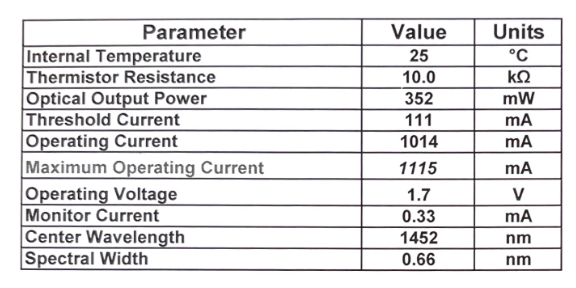 Parameter Value Units
Internal Temperature 25 °C
Thermistor Resistance 10.0 kΩ
Optical Output Power 352 mW
Threshold Current 111 mA
Operating Current 1014 mA
Maximum Operating Current 1115 mA
Operating Voltage 1.7 V
Monitor Current 0.33 mA
Center Wavelength 1452 nm
Spectral Width 0.66 nm